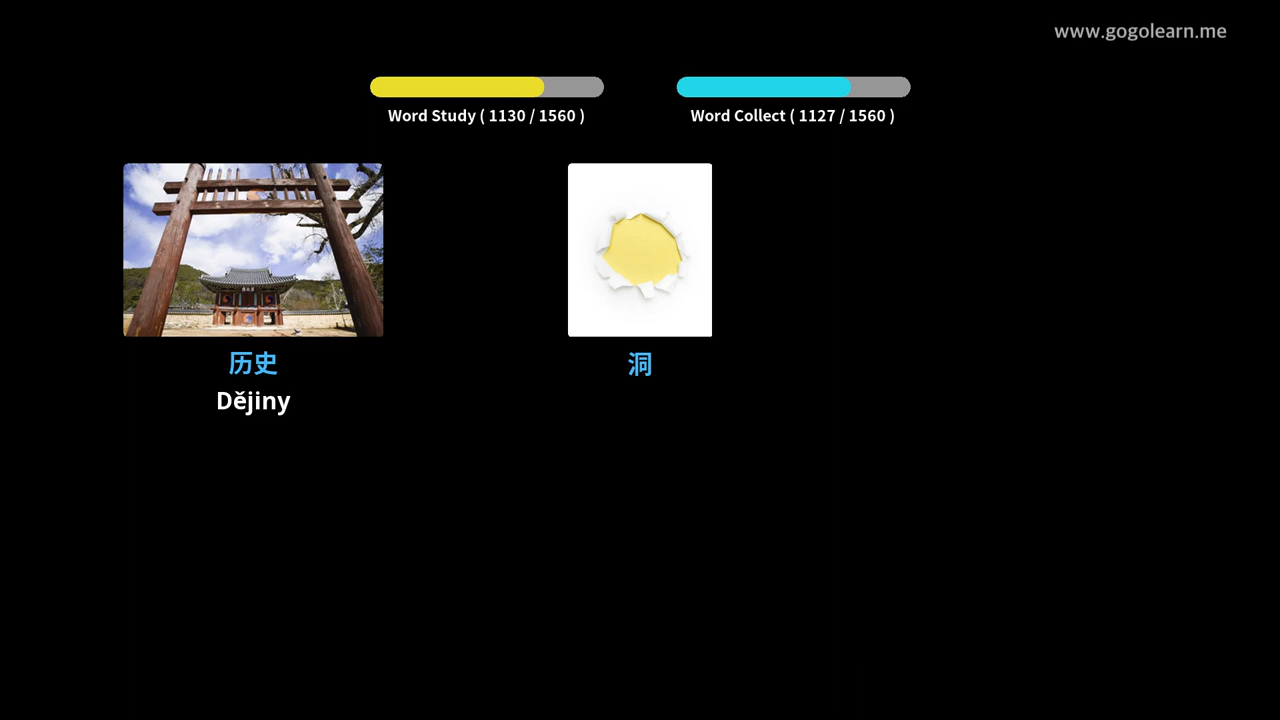 www.gogolearn.me
Word Study ( 1130 / 1560 )
Word Collect ( 1127 / 1560 )
历史
Dějiny
洞